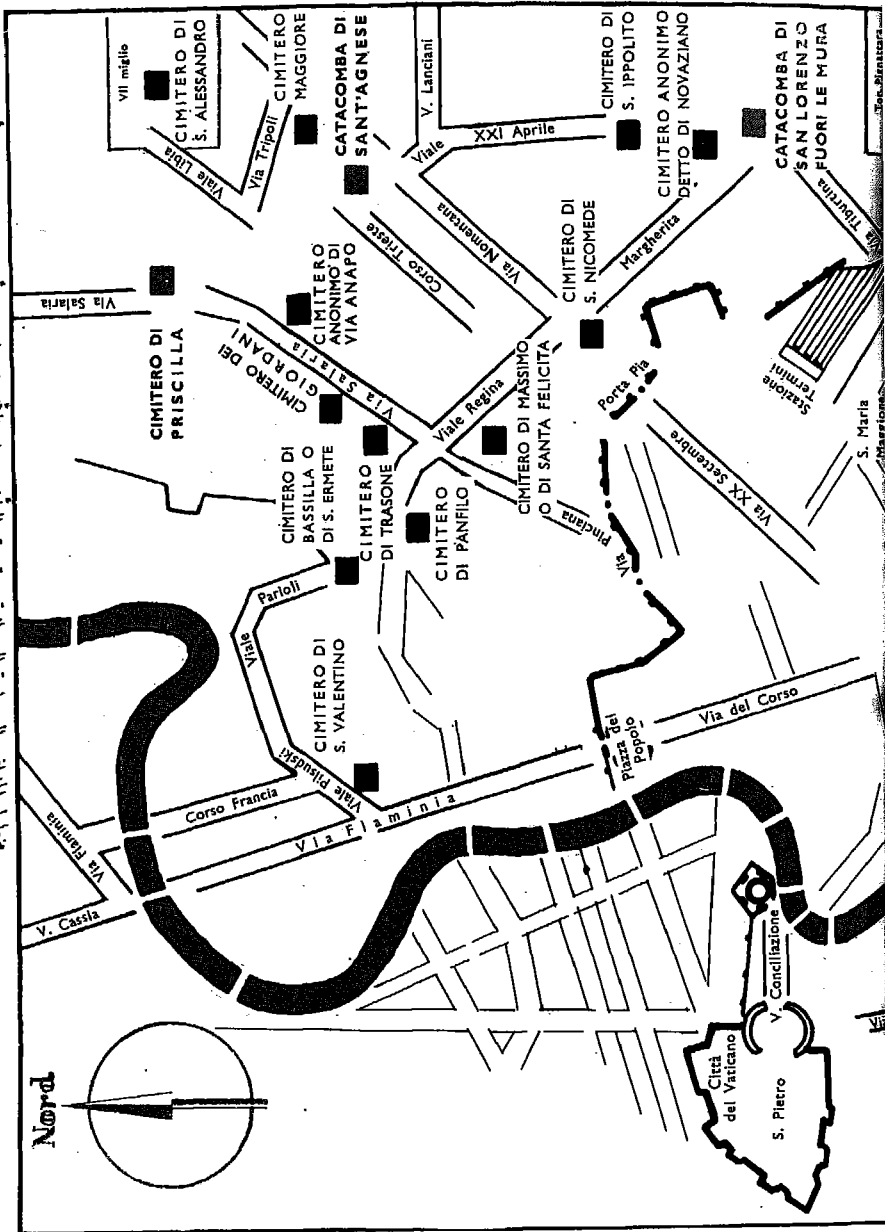 Nord
VII miglio
CIMITERO DI
S. ALESSANDRO
Viale Libia
Via Tripoli
CIMITERO
MAGGIORE
CATACOMBA DI
SANT'AGNESE
V. Lanciani
Viale
XXI Aprile
CIMITERO DI
S. IPPOLITO
CIMITERO ANONIMO
DETTO DI NOVAZIANO
CATACOMBA DI
SAN LORENZO
FUORI LE MURA
Via Tiburtina
Via Salaria
CIMITERO DI
PRISCILLA
CIMITERO
ANONIMO DI
VIA ANAPO
Corso Trieste
Via Nomentana
CIMITERO DI
S. NICOMEDE
Margherita
CIMITERO DEI
GIORDANI
Via Salaria
CIMITERO DI
BASSILLA O
DI S. ERMETE
CIMITERO
DI TRASONE
Viale Regina
CIMITERO DI MASSIMO
O DI SANTA FELICITA
Porta Pia
CIMITERO
DI PANFILO
Via Pinciana
Via XX Settembre
Stazione
Termini
S. Maria
Maggiore
Viale Parioli
CIMITERO DI
S. VALENTINO
Viale Pilsudski
Corso Francia
Via Flaminia
V. Cassia
Via Flaminia
Piazza del
Popolo
Via del Corso
V. Conciliazione
Città
del Vaticano
S. Pietro